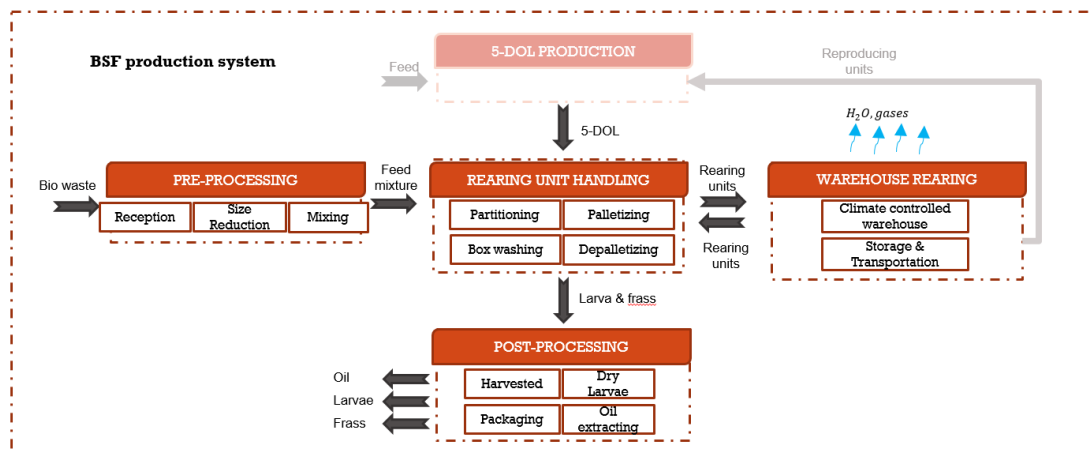 BSF production system
Feed
5-DOL PRODUCTION
Reproducing
units
5-DOL
H₂O, gases
Bio waste
PRE-PROCESSING
Reception
Size
Reduction
Mixing
Feed
mixture
REARING UNIT HANDLING
Partitioning
Palletizing
Box washing
Depalletizing
Rearing
units
Rearing
units
WAREHOUSE REARING
Climate controlled
warehouse
Storage &
Transportation
Larva & frass
POST-PROCESSING
Harvested
Dry
Larvae
Packaging
Oil
extracting
Oil
Larvae
Frass